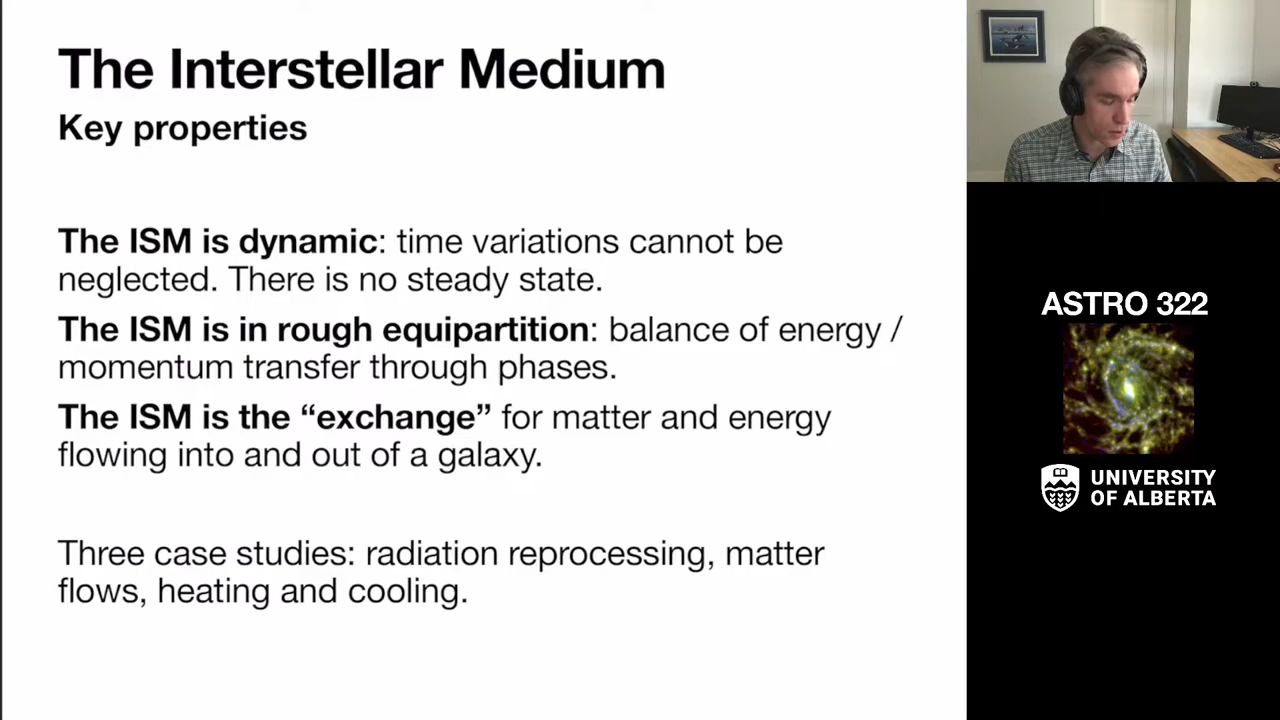 The Interstellar Medium
Key properties
The ISM is dynamic: time variations cannot be
neglected. There is no steady state.
The ISM is in rough equipartition: balance of energy /
momentum transfer through phases.
The ISM is the “exchange” for matter and energy
flowing into and out of a galaxy.
Three case studies: radiation reprocessing, matter
flows, heating and cooling.
ASTRO 322
UNIVERSITY
OF ALBERTA